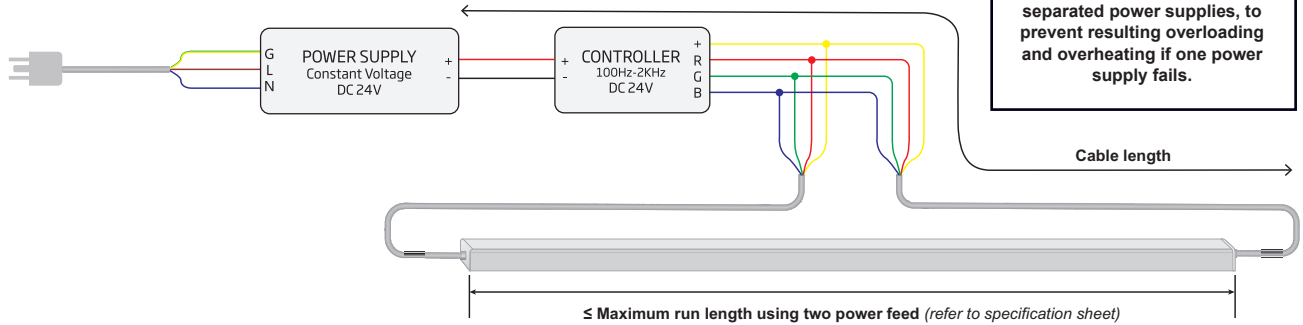 separated power supplies, to
prevent resulting overloading
and overheating if one power
supply fails.
G
L
N
POWER SUPPLY
Constant Voltage
DC 24V
+
-
+
-
CONTROLLER
100Hz-2KHz
DC 24V
+
R
G
B
Cable length
≤ Maximum run length using two power feed (refer to specification sheet)